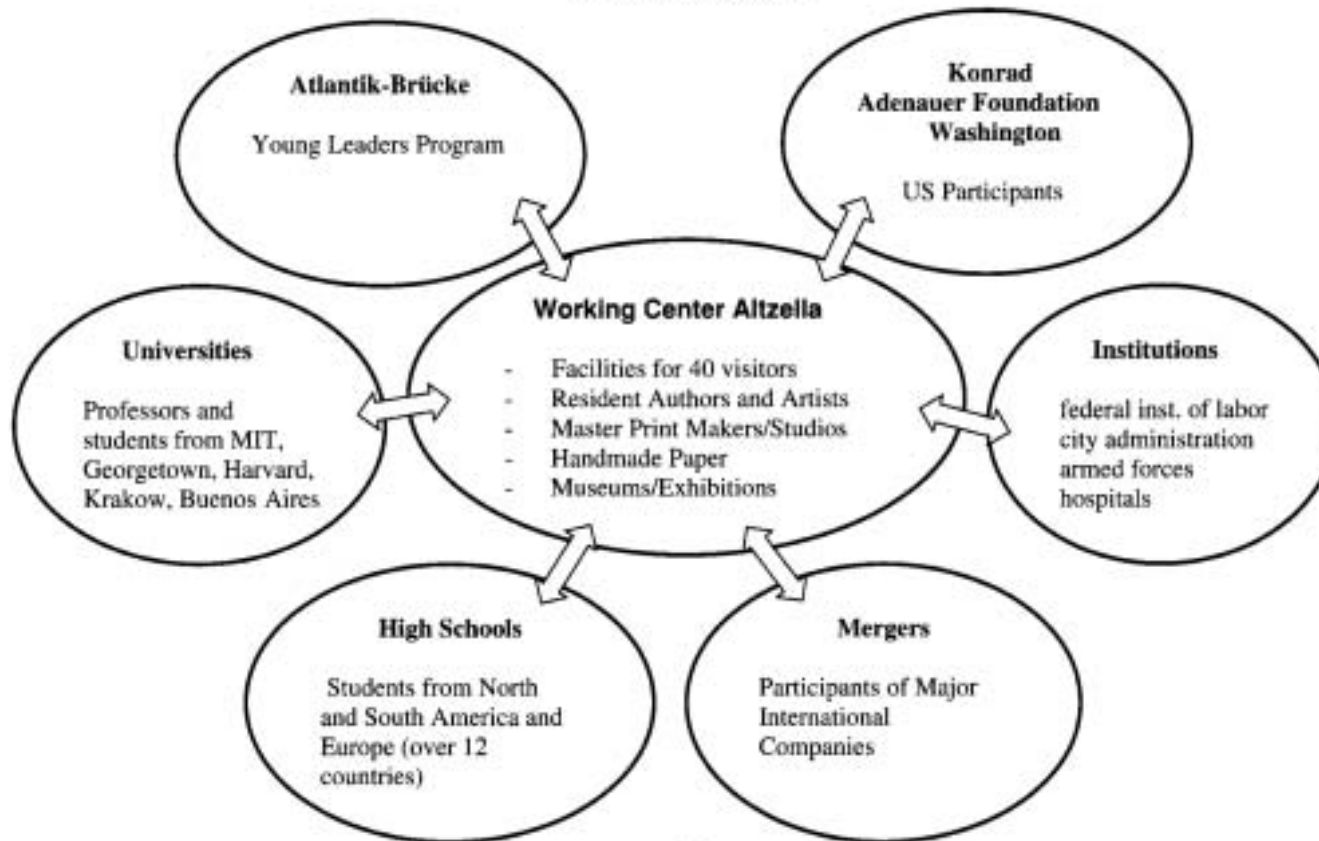 Atlantik-Brücke
Young Leaders Program
Konrad
Adenauer Foundation
Washington
US Participants
Working Center Altzella
- Facilities for 40 visitors
- Resident Authors and Artists
- Master Print Makers/Studios
- Handmade Paper
- Museums/Exhibitions
Universities
Professors and
students from MIT,
Georgetown, Harvard,
Krakow, Buenos Aires
Institutions
federal inst. of labor
city administration
armed forces
hospitals
High Schools
Students from North
and South America and
Europe (over 12
countries)
Mergers
Participants of Major
International
Companies